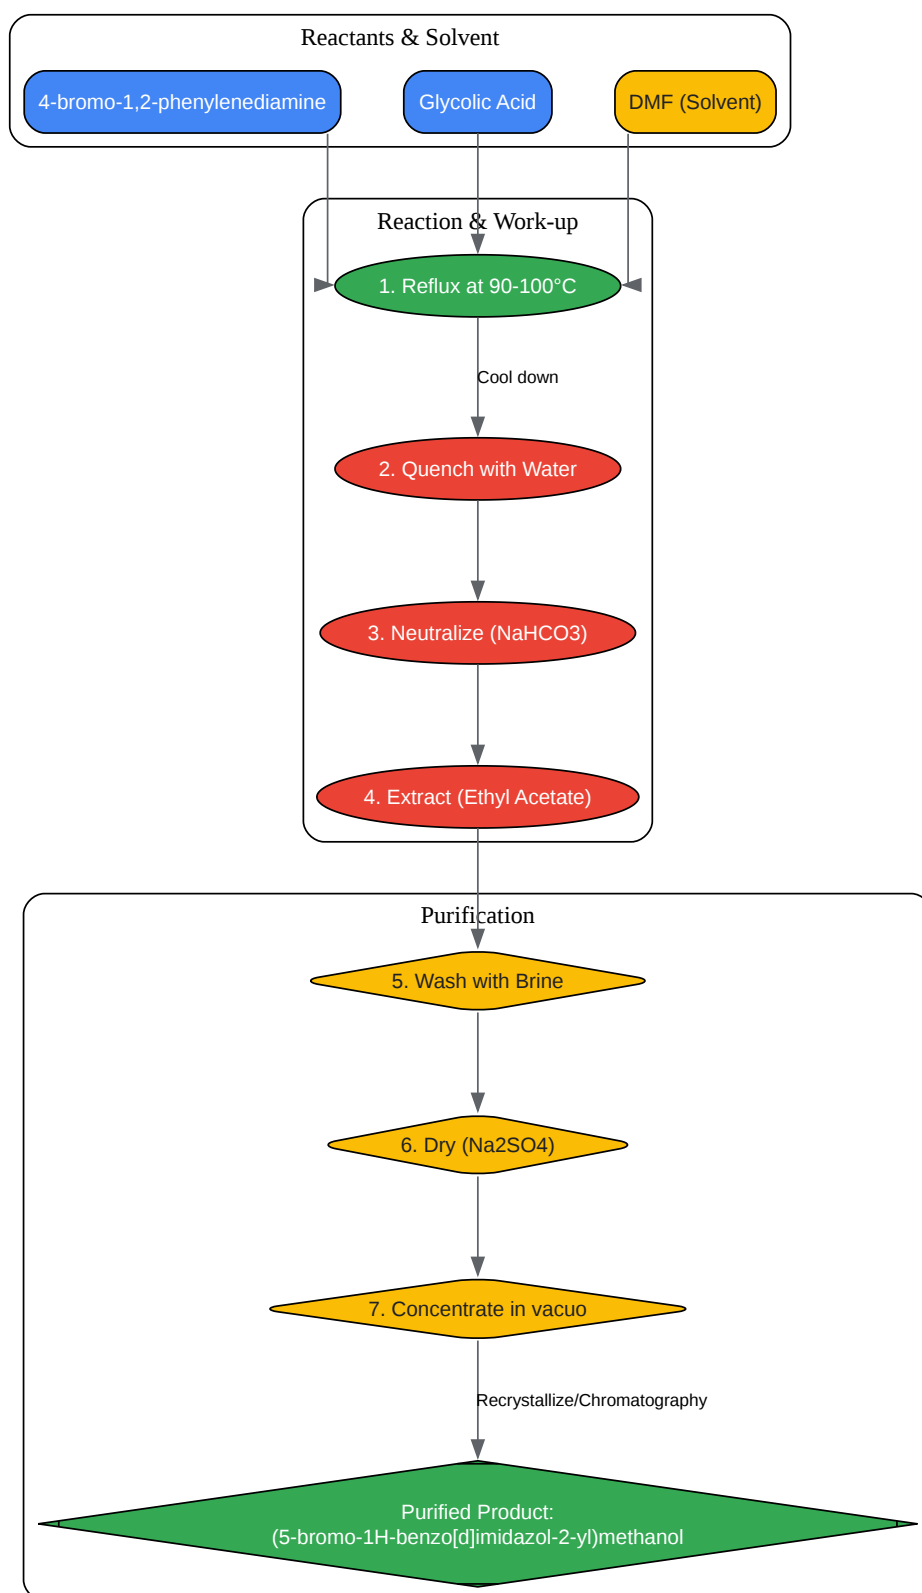 Reactants & Solvent
4-bromo-1,2-phenylenediamine
Glycolic Acid
DMF (Solvent)
Reaction & Work-up
1. Reflux at 90-100°C
Cool down
2. Quench with Water
3. Neutralize (NaHCO3)
4. Extract (Ethyl Acetate)
Purification
5. Wash with Brine
6. Dry (Na2SO4)
7. Concentrate in vacuo
Recrystallize/Chromatography
Purified Product:
(5-bromo-1H-benzo[d]imidazol-2-yl)methanol